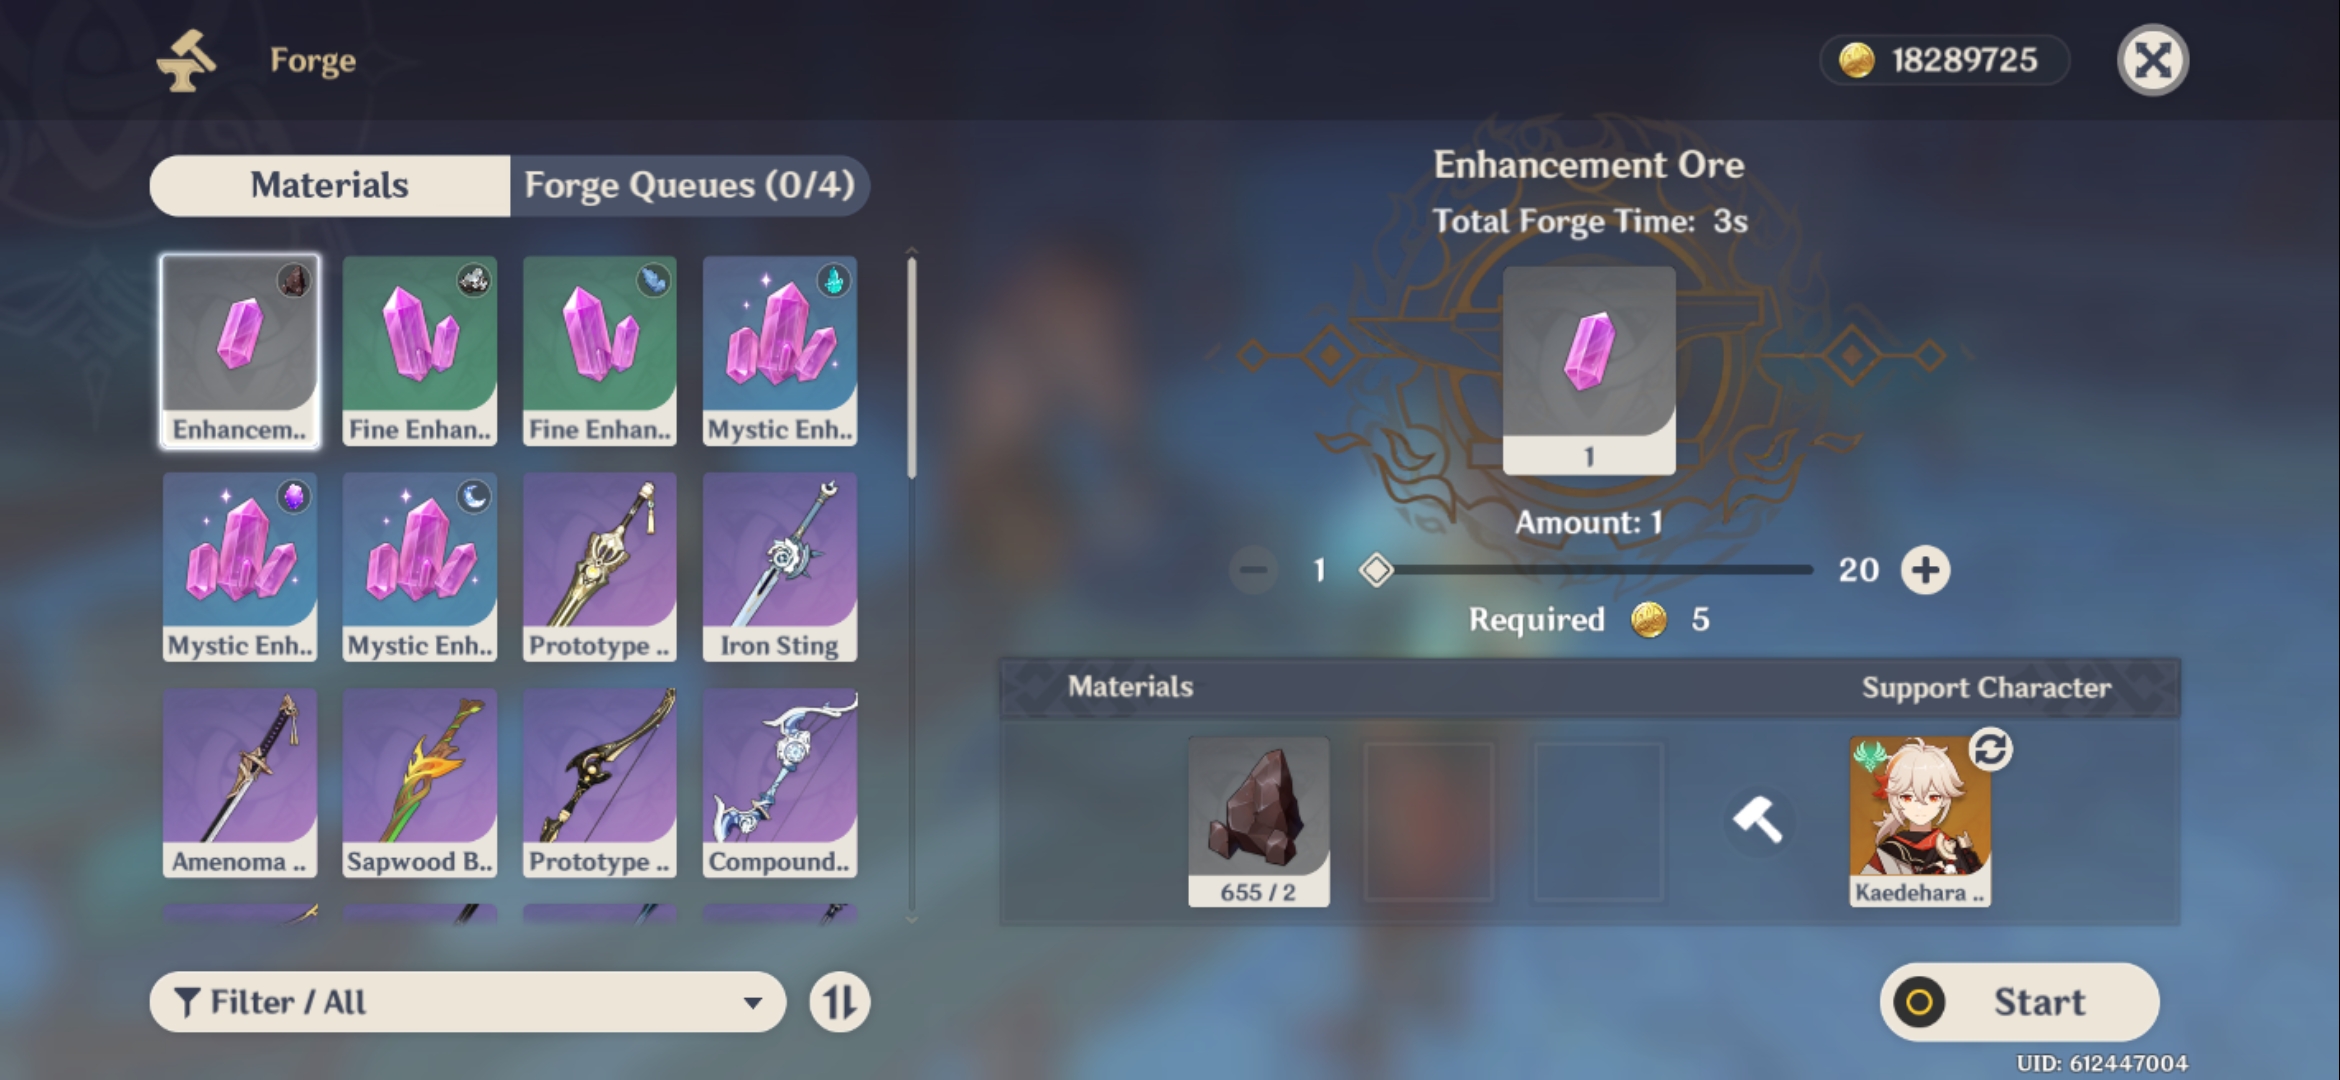 Forge
18289725
Materials
Forge Queues (0/4)
Enhancem..
Fine Enhan..
Fine Enhan..
Mystic Enh..
Mystic Enh..
Mystic Enh..
Prototype ..
Iron Sting
Amenoma ..
Sapwood B..
Prototype ..
Compound..
Filter / All
Enhancement Ore
Total Forge Time: 3s
1
Amount: 1
1
20
Required 5
Materials
Support Character
655 / 2
Kaedehara ..
Start
UID: 612447004